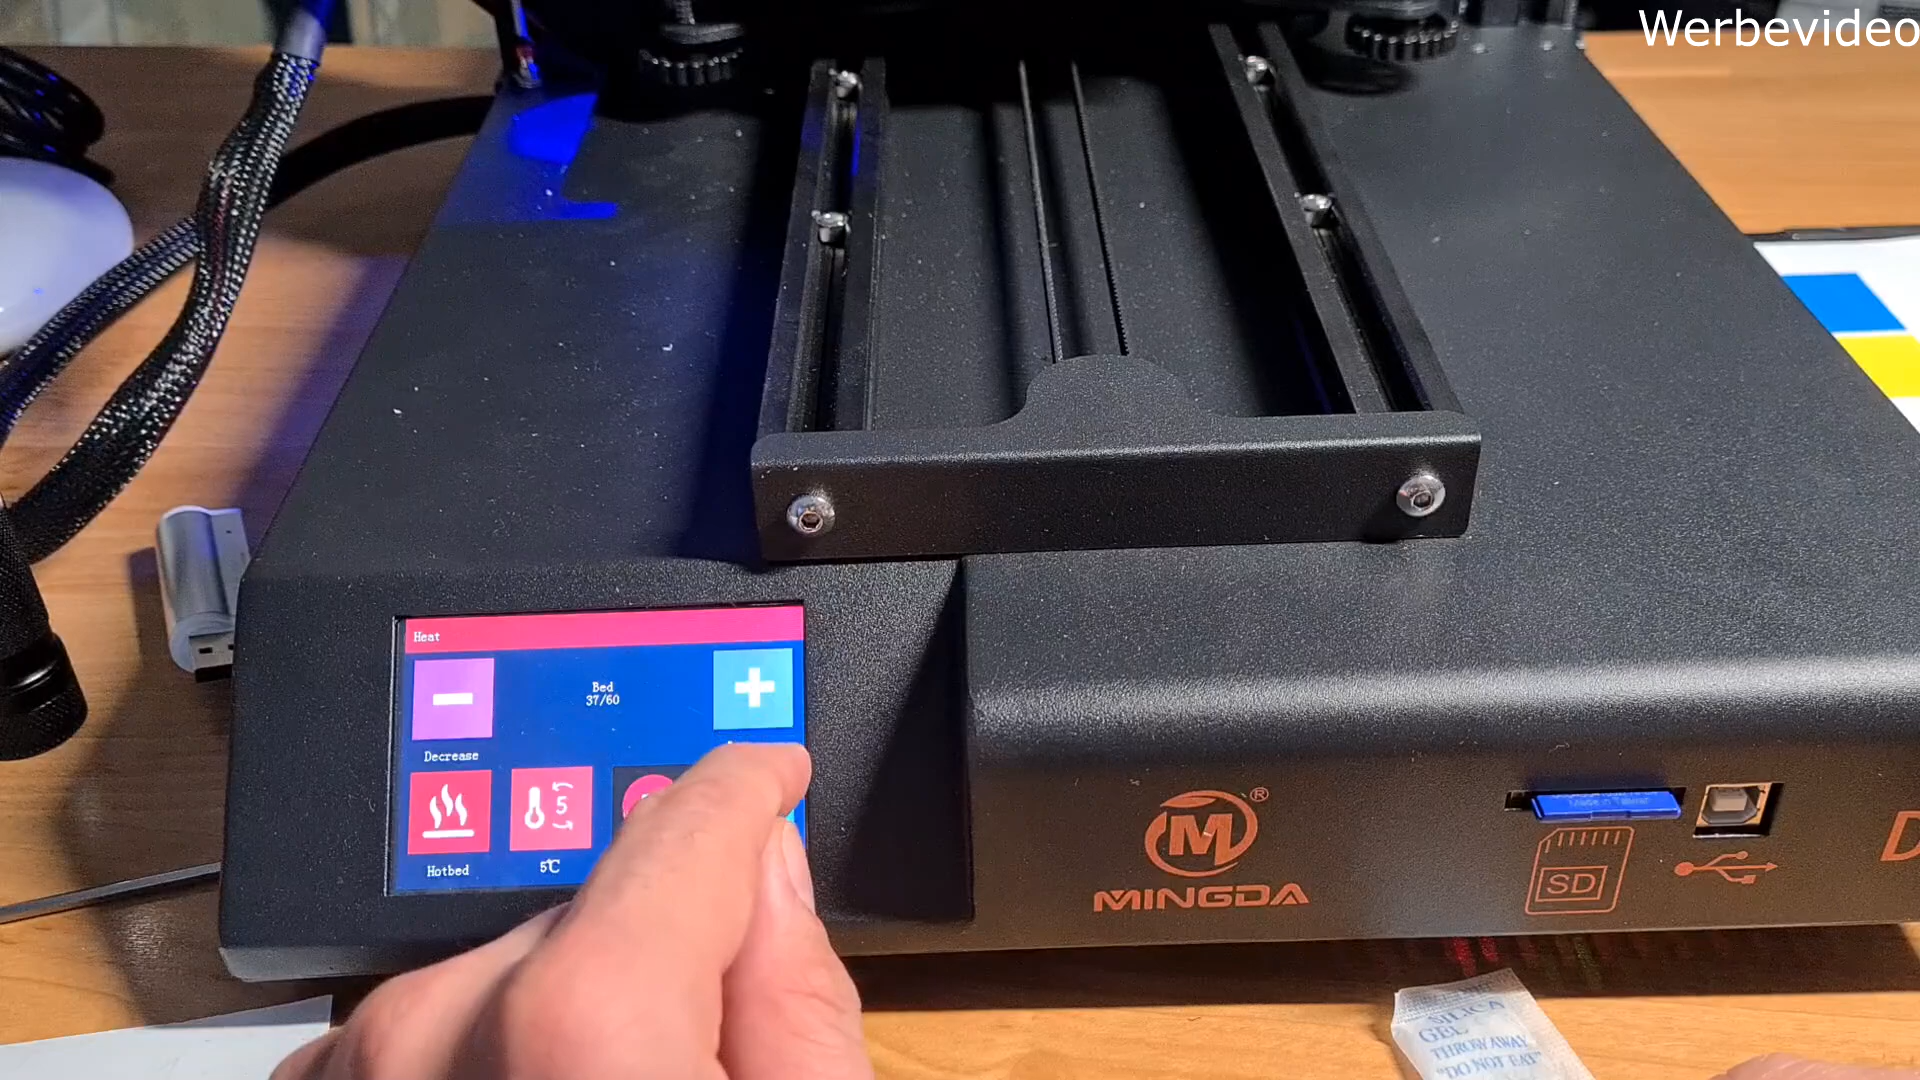 Werbevideo
Heat
Bed
37/60
Decrease
Hotbed
5
5℃
M
®
MINGDA
SD
D
SILICA
GEL
THROW AWAY
"DO NOT EAT"